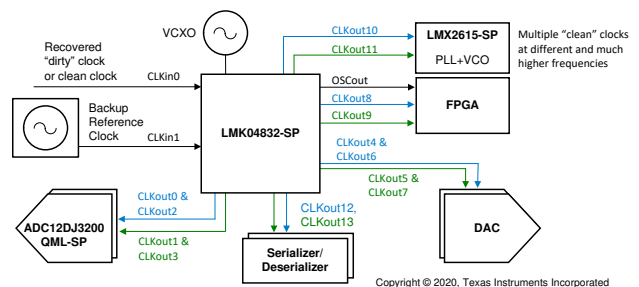 VCXO
CLKout10
CLKout11
LMX2615-SP
PLL+VCO
Multiple "clean" clocks
at different and much
higher frequencies
Recovered
"dirty" clock
or clean clock
CLKin0
OSCout
CLKout8
CLKout9
FPGA
Backup
Reference
Clock
CLKin1
LMK04832-SP
CLKout4 &
CLKout6
CLKout5 &
CLKout7
CLKout0 &
CLKout2
CLKout12,
CLKout13
ADC12DJ3200
QML-SP
DAC
CLKout1 &
CLKout3
Serializer/
Deserializer
Copyright © 2020, Texas Instruments Incorporated